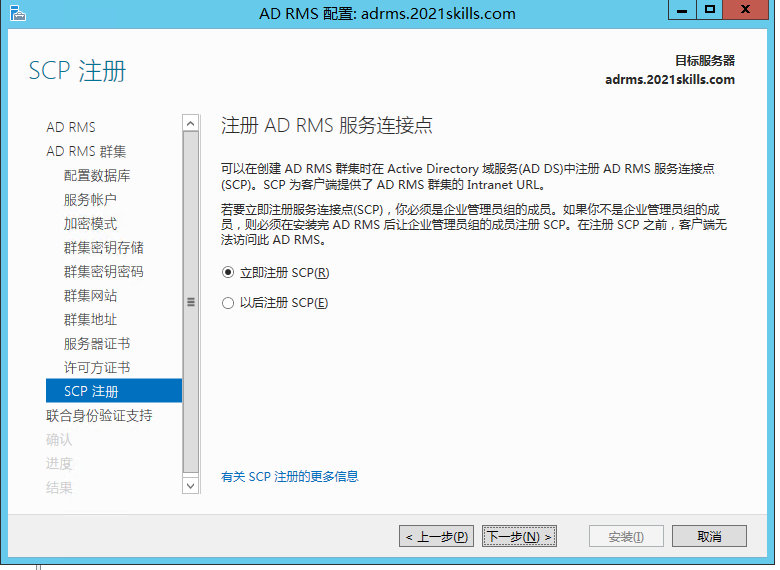 AD RMS 配置: adrms.2021skills.com
SCP 注册
目标服务器
adrms.2021skills.com
AD RMS
AD RMS 群集
配置数据库
服务帐户
加密模式
群集密钥存储
群集密钥密码
群集网站
群集地址
服务器证书
许可方证书
SCP 注册
联合身份验证支持
确认
进度
结果
注册 AD RMS 服务连接点
可以在创建 AD RMS 群集时在 Active Directory 域服务(AD DS)中注册 AD RMS 服务连接点
(SCP)。SCP 为客户端提供了 AD RMS 群集的 Intranet URL。
若要立即注册服务连接点(SCP)，你必须是企业管理员组的成员。如果你不是企业管理员组的成
员，则必须在安装完 AD RMS 后让企业管理员组的成员注册 SCP。在注册 SCP 之前，客户端无
法访问此 AD RMS。
立即注册 SCP(R)
以后注册 SCP(E)
有关 SCP 注册的更多信息
< 上一步(P)
下一步(N) >
安装(I)
取消